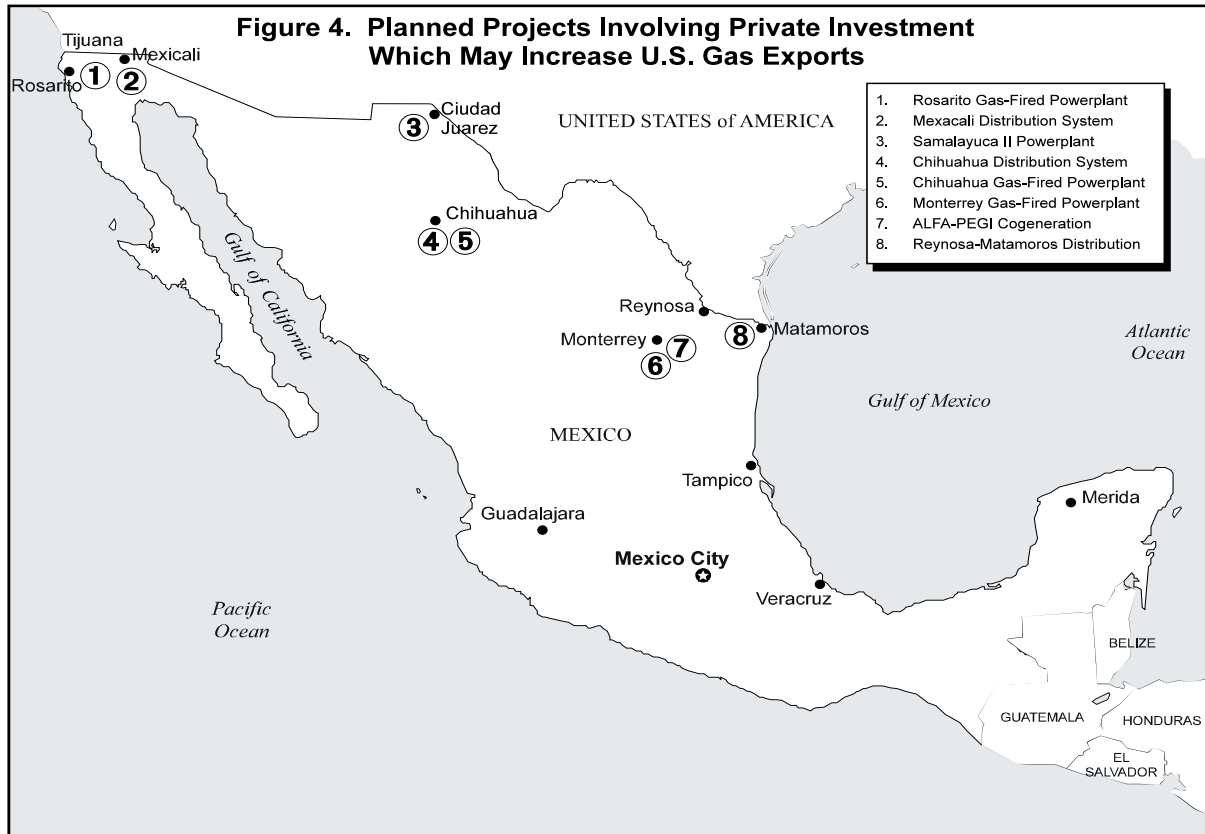 Figure 4. Planned Projects Involving Private Investment
Which May Increase U.S. Gas Exports
Tijuana
Mexicali
Rosarito
1
2
3
Ciudad
Juarez
UNITED STATES of AMERICA
1. Rosarito Gas-Fired Powerplant
2. Mexacali Distribution System
3. Samalayuca II Powerplant
4. Chihuahua Distribution System
5. Chihuahua Gas-Fired Powerplant
6. Monterrey Gas-Fired Powerplant
7. ALFA-PEGI Cogeneration
8. Reynosa-Matamoros Distribution
Chihuahua
4
5
Gulf of California
Reynosa
Monterrey
6
7
8
Matamoros
Atlantic
Ocean
Gulf of Mexico
MEXICO
Tampico
Merida
Guadalajara
Mexico City
Veracruz
Pacific
Ocean
BELIZE
GUATEMALA
HONDURAS
EL
SALVADOR